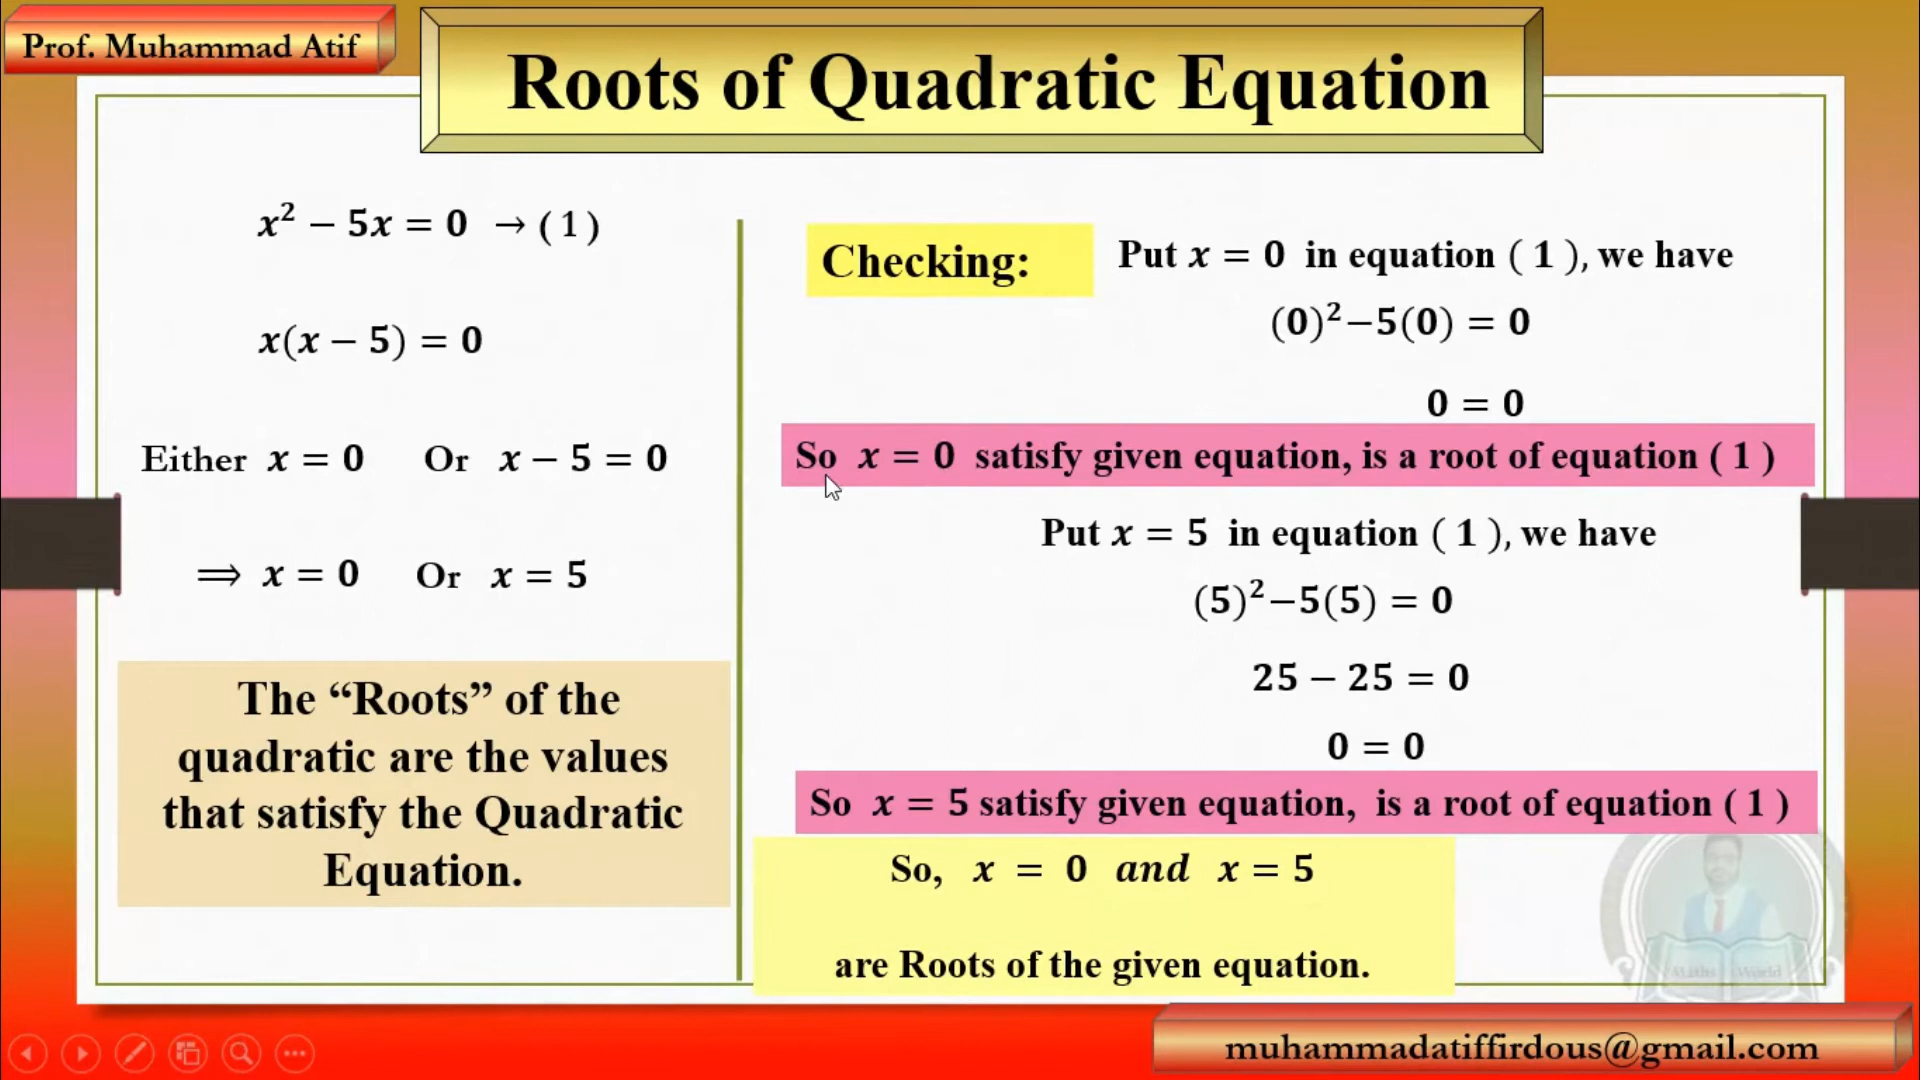 Prof. Muhammad Atif
Roots of Quadratic Equation
x² − 5x = 0 → ( 1 )
x(x − 5) = 0
Either x = 0 Or x − 5 = 0
⟹ x = 0 Or x = 5
The “Roots” of the
quadratic are the values
that satisfy the Quadratic
Equation.
Checking:
Put x = 0 in equation ( 1 ), we have
(0)²−5(0) = 0
0 = 0
So x = 0 satisfy given equation, is a root of equation ( 1 )
Put x = 5 in equation ( 1 ), we have
(5)²−5(5) = 0
25 − 25 = 0
0 = 0
So x = 5 satisfy given equation, is a root of equation ( 1 )
So, x = 0 and x = 5
are Roots of the given equation.
Maths World
muhammadatiffirdous@gmail.com